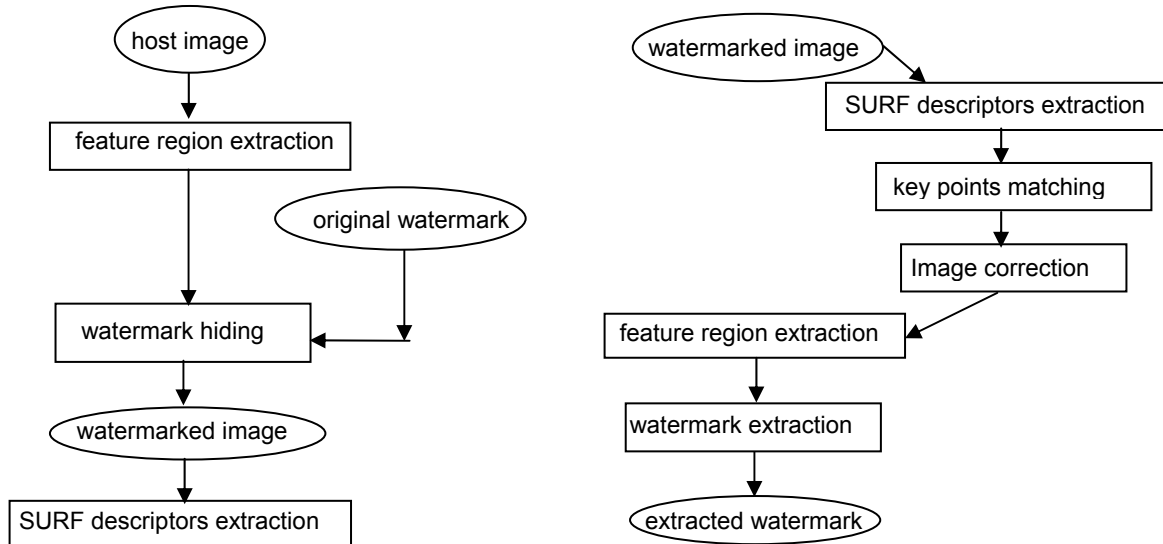 host image
feature region extraction
original watermark
watermark hiding
watermarked image
SURF descriptors extraction
watermarked image
SURF descriptors extraction
key points matching
Image correction
feature region extraction
watermark extraction
extracted watermark